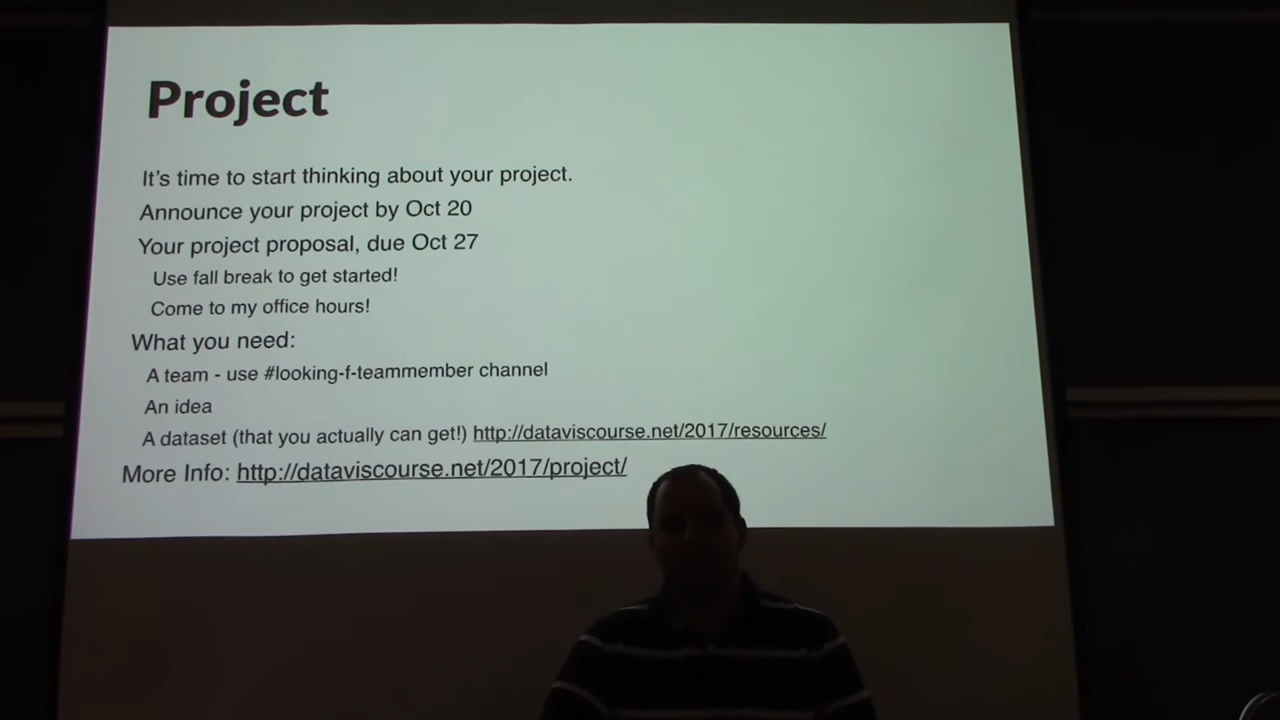 Project
It's time to start thinking about your project.
Announce your project by Oct 20
Your project proposal, due Oct 27
Use fall break to get started!
Come to my office hours!
What you need:
A team - use #looking-f-teammember channel
An idea
A dataset (that you actually can get!) http://dataviscourse.net/2017/resources/
More Info: http://dataviscourse.net/2017/project/